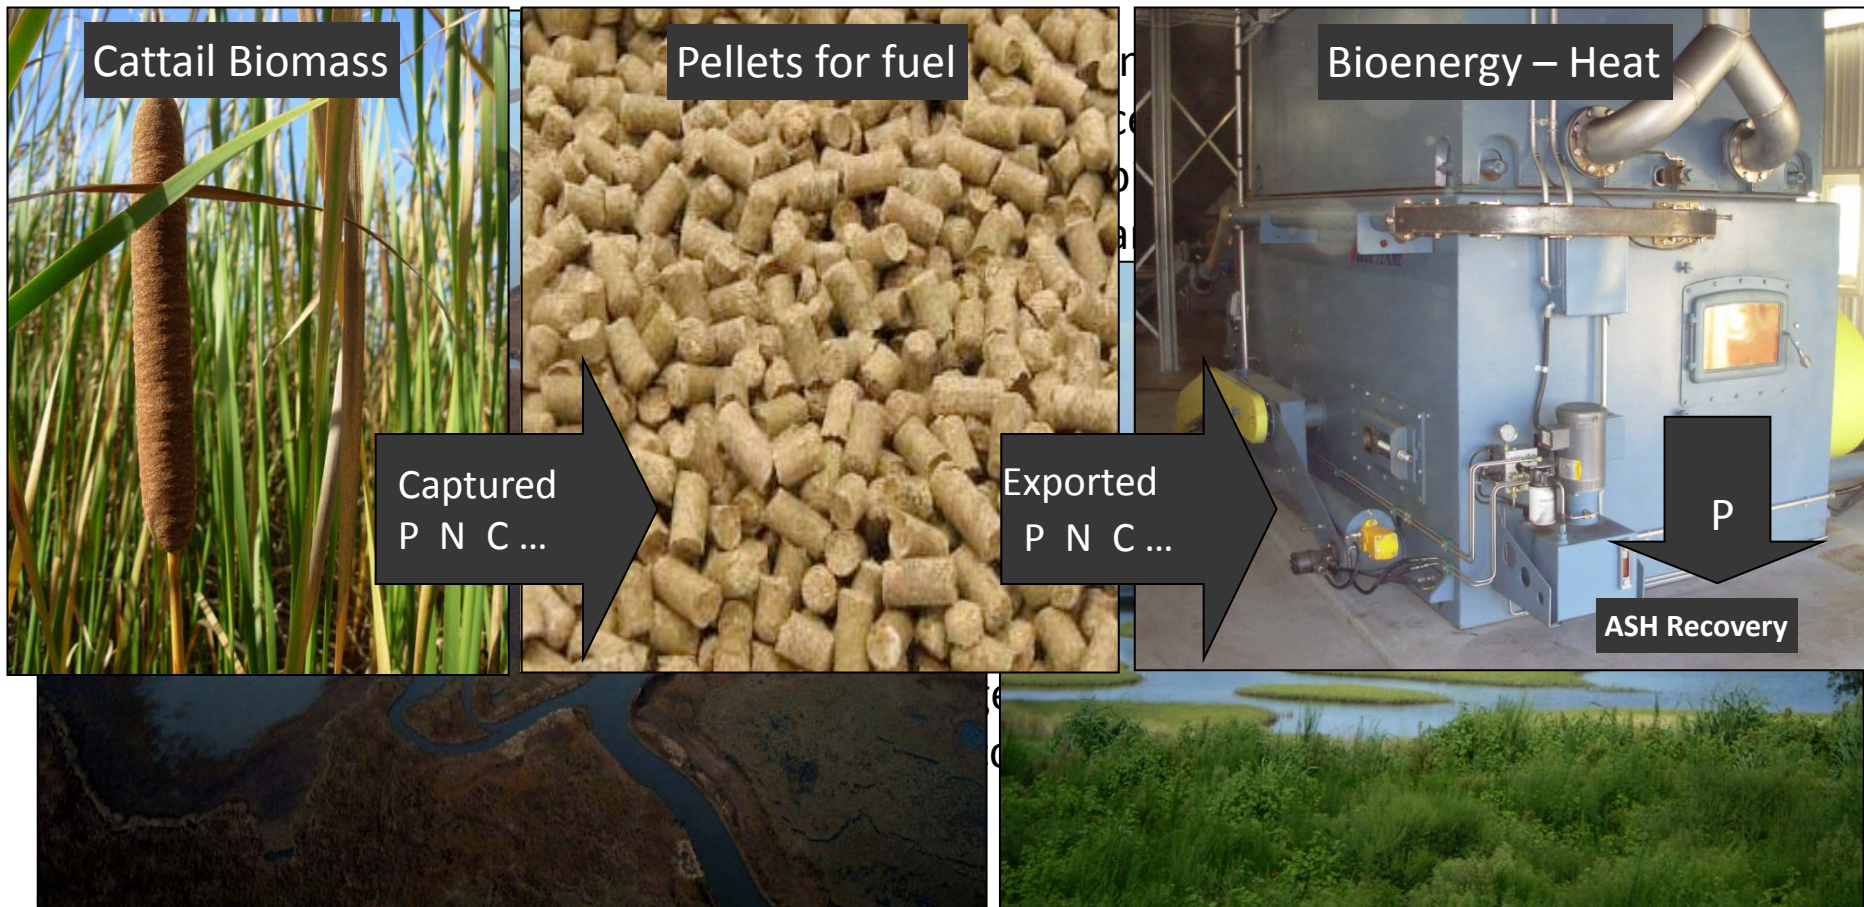 Cattail Biomass
Pellets for fuel
Bioenergy – Heat
Captured
P N C ...
Exported
P N C ...
P
ASH Recovery